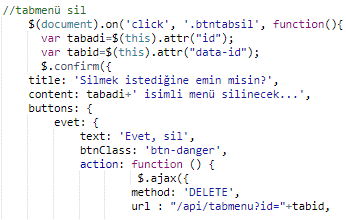 //tabmenü sil
$(document).on('click', '.btntabsil', function(){
var tabadi=$(this).attr("id");
var tabid=$(this).attr("data-id");
$.confirm({
title: 'Silmek istediğine emin misin?',
content: tabadi+' isimli menü silinecek...',
buttons: {
evet: {
text: 'Evet, sil',
btnClass: 'btn-danger',
action: function () {
$.ajax({
method: 'DELETE',
url : "/api/tabmenu?id="+tabid,